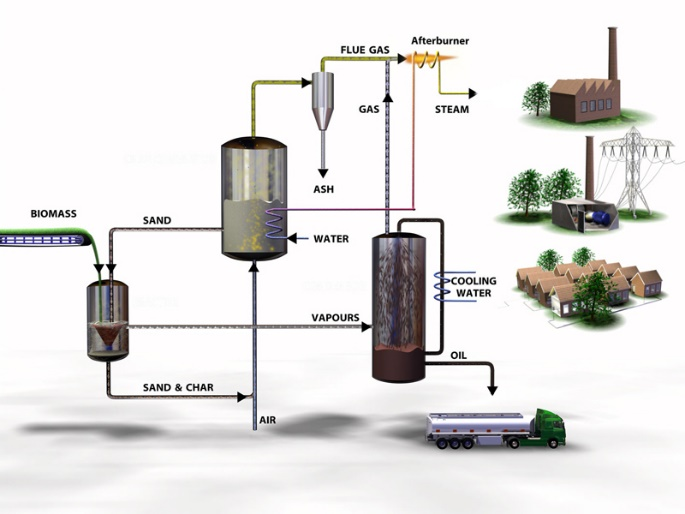 Afterburner
FLUE GAS
GAS
STEAM
ASH
BIOMASS
SAND
WATER
COOLING
WATER
VAPOURS
OIL
SAND & CHAR
AIR